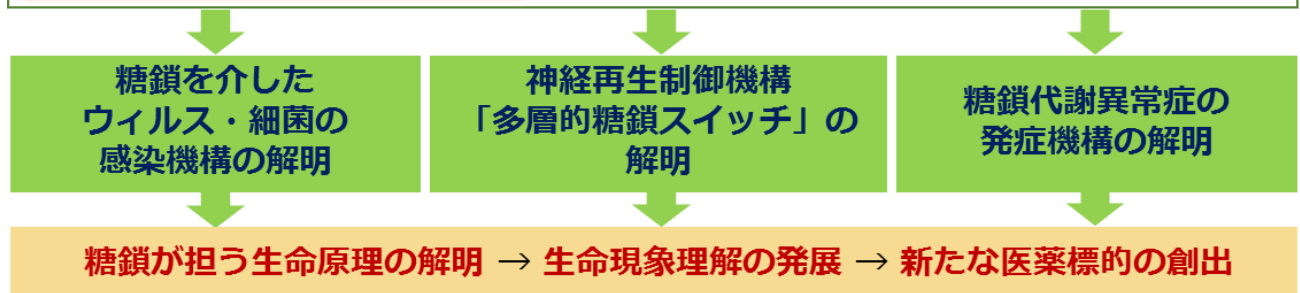 糖鎖を介した
ウィルス・細菌の
感染機構の解明
神経再生制御機構
「多層的糖鎖スイッチ」の
解明
糖鎖代謝異常症の
発症機構の解明
糖鎖が担う生命原理の解明 → 生命現象理解の発展 → 新たな医薬標的の創出